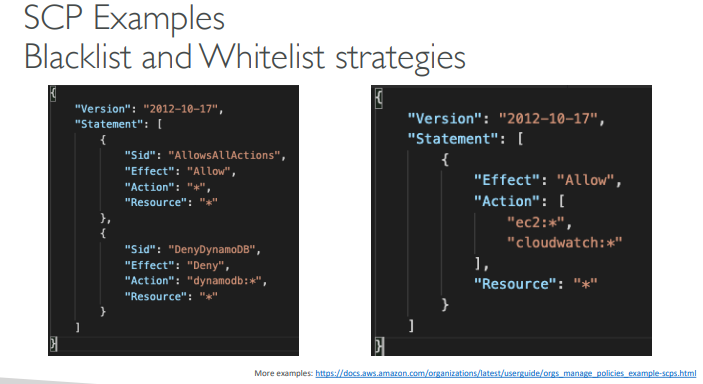 SCP Examples
Blacklist and Whitelist strategies
{
"Version": "2012-10-17",
"Statement": [
{
"Sid": "AllowsAllActions",
"Effect": "Allow",
"Action": "*",
"Resource": "*"
},
{
"Sid": "DenyDynamoDB",
"Effect": "Deny",
"Action": "dynamodb:*",
"Resource": "*"
}
]
}
{
"Version": "2012-10-17",
"Statement": [
{
"Effect": "Allow",
"Action": [
"ec2:*",
"cloudwatch:*"
],
"Resource": "*"
}
]
}
More examples: https://docs.aws.amazon.com/organizations/latest/userguide/orgs_manage_policies_example-scps.html